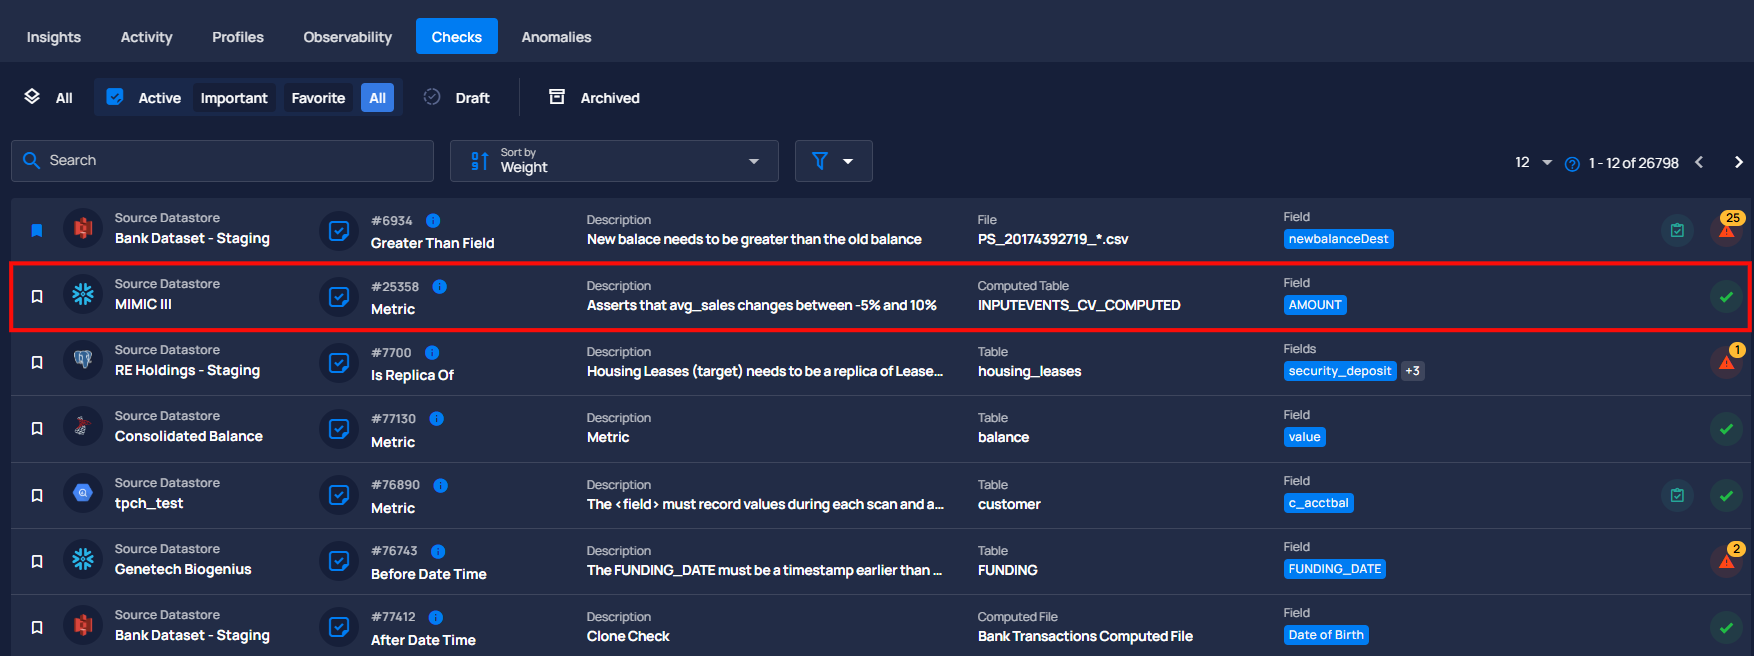 Insights Activity Profiles Observability Checks Anomalies
All Active Important Favorite All Draft Archived
Search Sort by Weight 12 1 - 12 of 26798
Source Datastore #6934 Description File Field 25
Bank Dataset - Staging Greater Than Field New balace needs to be greater than the old balance PS_20174392719_*.csv newbalanceDest
Source Datastore #25358 Description Computed Table Field
MIMIC III Metric Asserts that avg_sales changes between -5% and 10% INPUTEVENTS_CV_COMPUTED AMOUNT
Source Datastore #7700 Description Table Fields 1
RE Holdings - Staging Is Replica Of Housing Leases (target) needs to be a replica of Lease... housing_leases security_deposit +3
Source Datastore #77130 Description Table Field
Consolidated Balance Metric Metric balance value
Source Datastore #76890 Description Table Field
tpch_test Metric The <field> must record values during each scan and a... customer c_acctbal
Source Datastore #76743 Description Table Field 2
Genetech Biogenius Before Date Time The FUNDING_DATE must be a timestamp earlier than ... FUNDING FUNDING_DATE
Source Datastore #77412 Description Computed File Field
Bank Dataset - Staging After Date Time Clone Check Bank Transactions Computed File Date of Birth